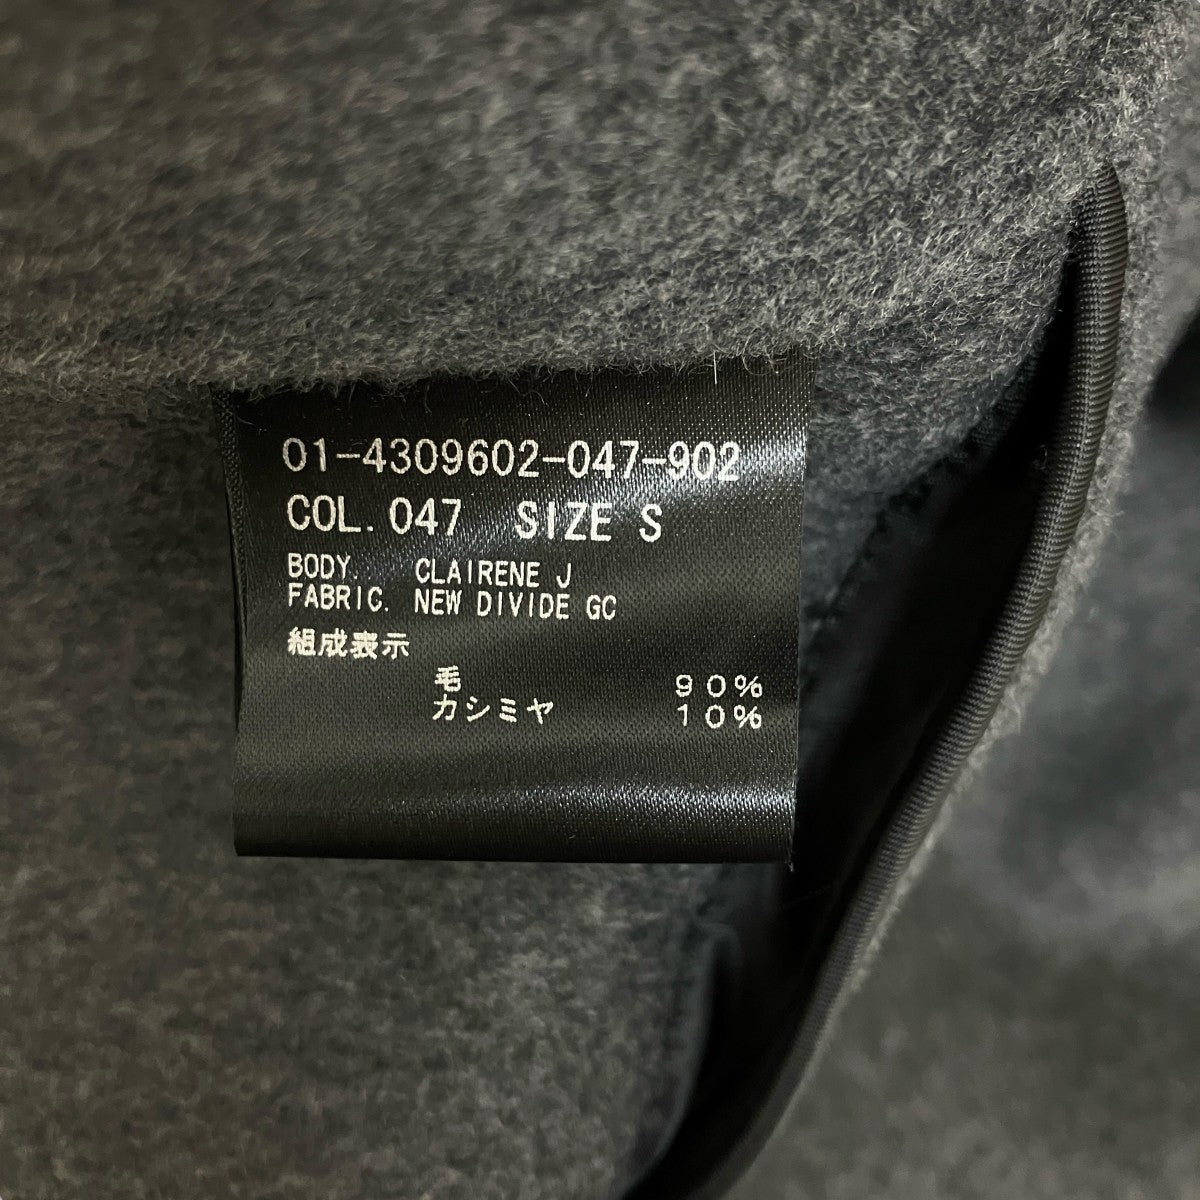 01-4309602-047-902
COL. 047 SIZE S
BODY. CLAIRENE J
FABRIC. NEW DIVIDE GC
組成表示
毛 90%
カシミヤ 10%